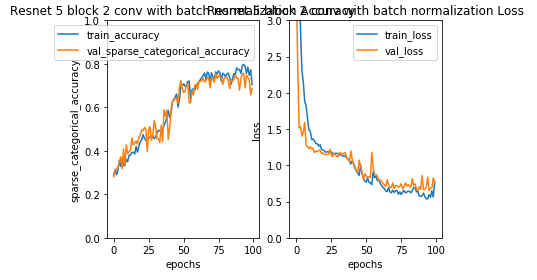 Resnet 5 block 2 conv with batch normalization Accuracy
Resnet 5 block 2 conv with batch normalization Loss
train_accuracy
val_sparse_categorical_accuracy
train_loss
val_loss
sparse_categorical_accuracy
1.0
0.8
0.6
0.4
0.2
0.0
0 25 50 75 100
epochs
loss
3.0
2.5
2.0
1.5
1.0
0.5
0.0
0 25 50 75 100
epochs